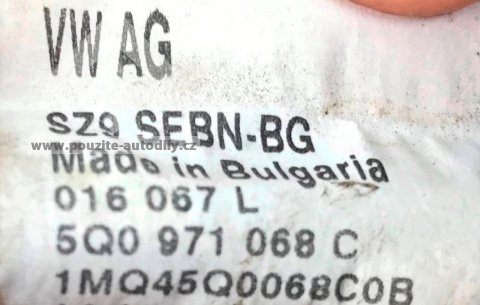 VW AG
SZ9 SEBN-BG
www.pouzite-autodily.cz
Made in Bulgaria
016 067 L
5Q0 971 068 C
1MQ45Q0068C0B